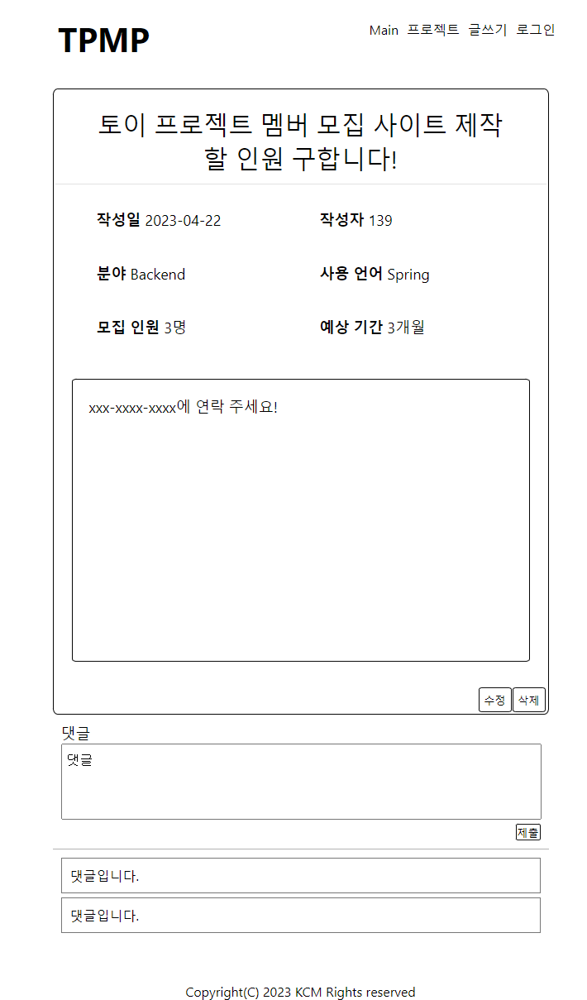 TPMP
Main 프로젝트 글쓰기 로그인
토이 프로젝트 멤버 모집 사이트 제작
할 인원 구합니다!
작성일 2023-04-22 작성자 139
분야 Backend 사용 언어 Spring
모집 인원 3명 예상 기간 3개월
xxx-xxxx-xxxx에 연락 주세요!
수정 삭제
댓글
댓글
제출
댓글입니다.
댓글입니다.
Copyright(C) 2023 KCM Rights reserved